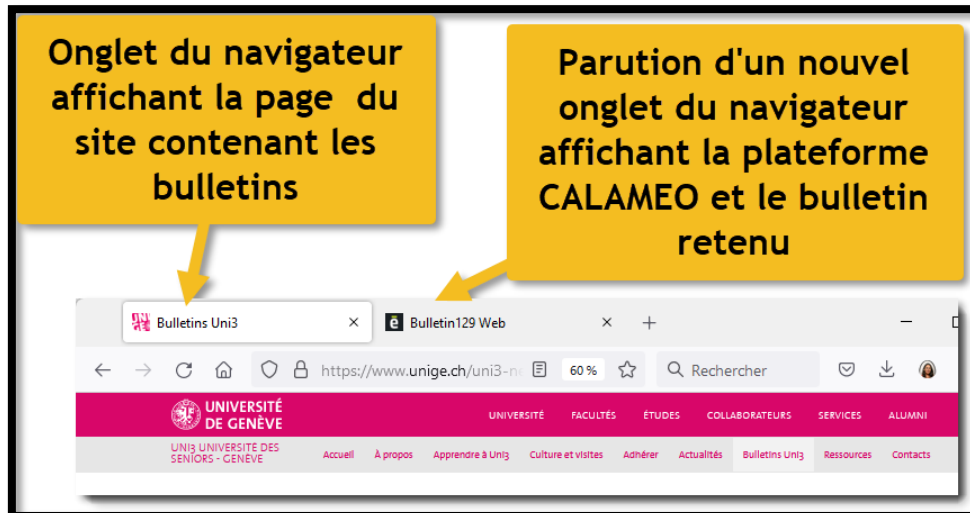 Onglet du navigateur
affichant la page du
site contenant les
bulletins
Parution d'un nouvel
onglet du navigateur
affichant la plateforme
CALAMEO et le bulletin
retenu
Bulletins Uni3
Bulletin129 Web
https://www.unige.ch/uni3-n
60 %
Rechercher
UNIVERSITÉ
DE GENÈVE
UNIVERSITÉ FACULTÉS ÉTUDES COLLABORATEURS SERVICES ALUMNI
UNI3 UNIVERSITÉ DES
SENIORS - GENÈVE
Accueil À propos Apprendre à Uni3 Culture et visites Adhérer Actualités Bulletins Uni3 Ressources Contacts